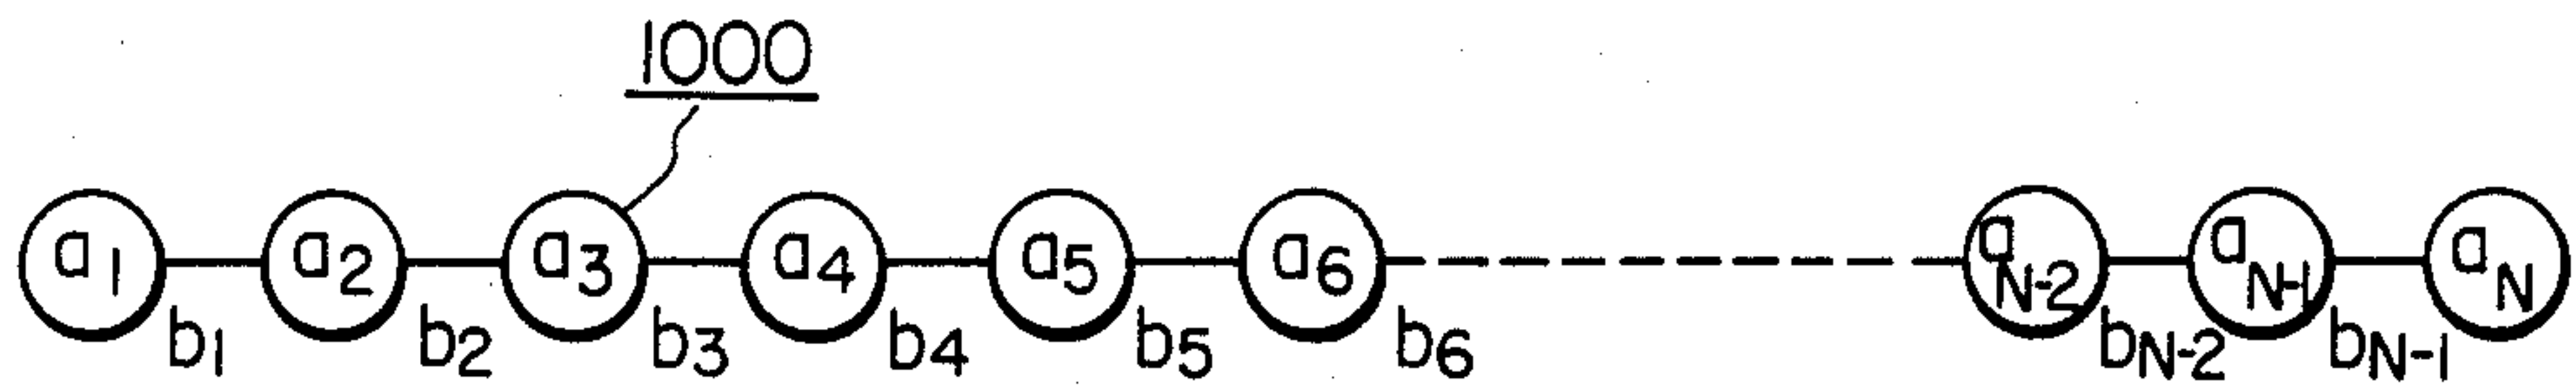 1000
a1 a2 a3 a4 a5 a6 aN-2 aN-1 aN
b1 b2 b3 b4 b5 b6 bN-2 bN-1